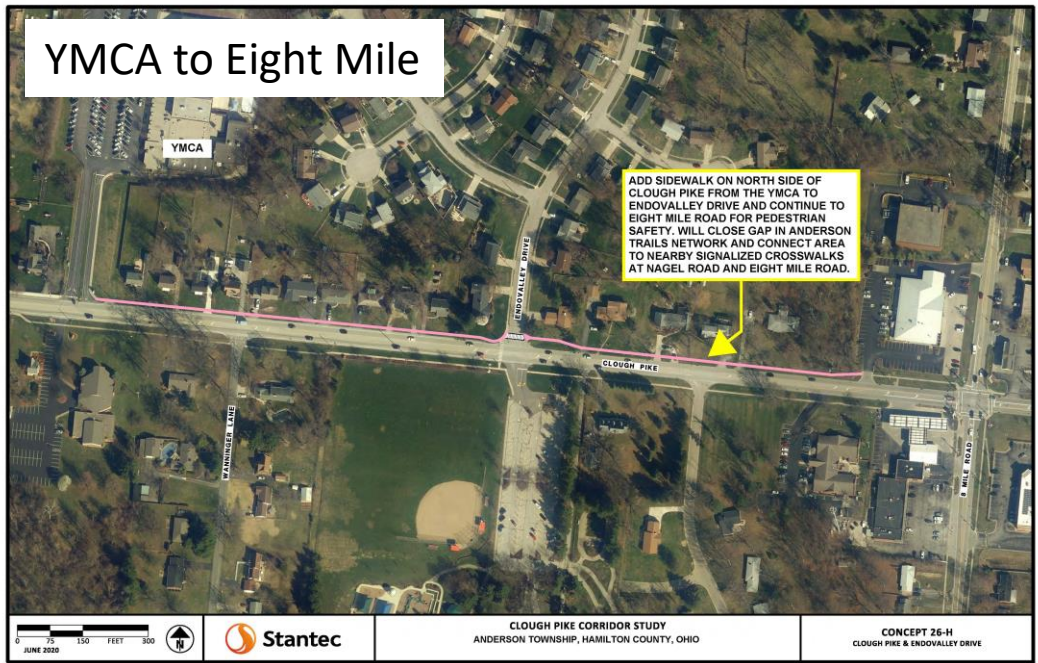 YMCA to Eight Mile
YMCA
ADD SIDEWALK ON NORTH SIDE OF
CLOUGH PIKE FROM THE YMCA TO
ENDOVALLEY DRIVE AND CONTINUE TO
EIGHT MILE ROAD FOR PEDESTRIAN
SAFETY. WILL CLOSE GAP IN ANDERSON
TRAILS NETWORK AND CONNECT AREA
TO NEARBY SIGNALIZED CROSSWALKS
AT NAGEL ROAD AND EIGHT MILE ROAD.
ENDOVALLEY DRIVE
CLOUGH PIKE
WANNINGER LANE
8 MILE ROAD
0 75 150 FEET 300
JUNE 2020
N
Stantec
CLOUGH PIKE CORRIDOR STUDY
ANDERSON TOWNSHIP, HAMILTON COUNTY, OHIO
CONCEPT 26-H
CLOUGH PIKE & ENDOVALLEY DRIVE